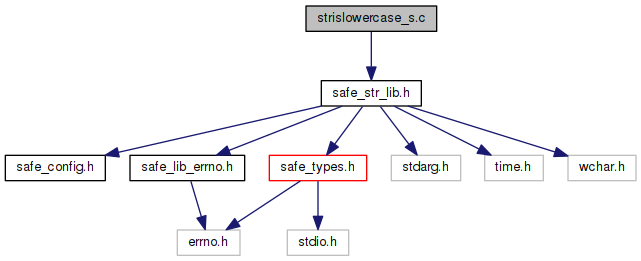 strislowercase_s.c
safe_str_lib.h
safe_config.h
safe_lib_errno.h
safe_types.h
stdarg.h
time.h
wchar.h
errno.h
stdio.h